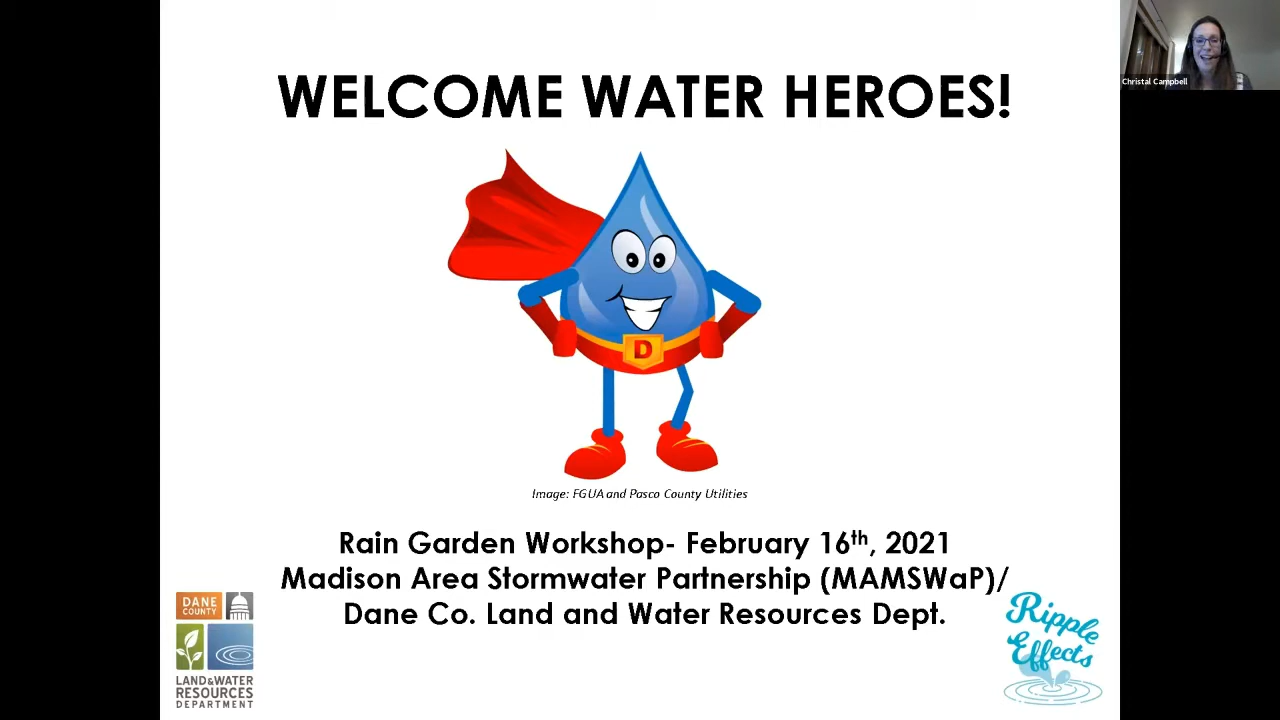 WELCOME WATER HEROES!
Christal Campbell
D
Image: FGUA and Pasco County Utilities
Rain Garden Workshop- February 16th, 2021
Madison Area Stormwater Partnership (MAMSWaP)/
Dane Co. Land and Water Resources Dept.
DANE
COUNTY
LAND&WATER
RESOURCES
DEPARTMENT
Ripple
Effects